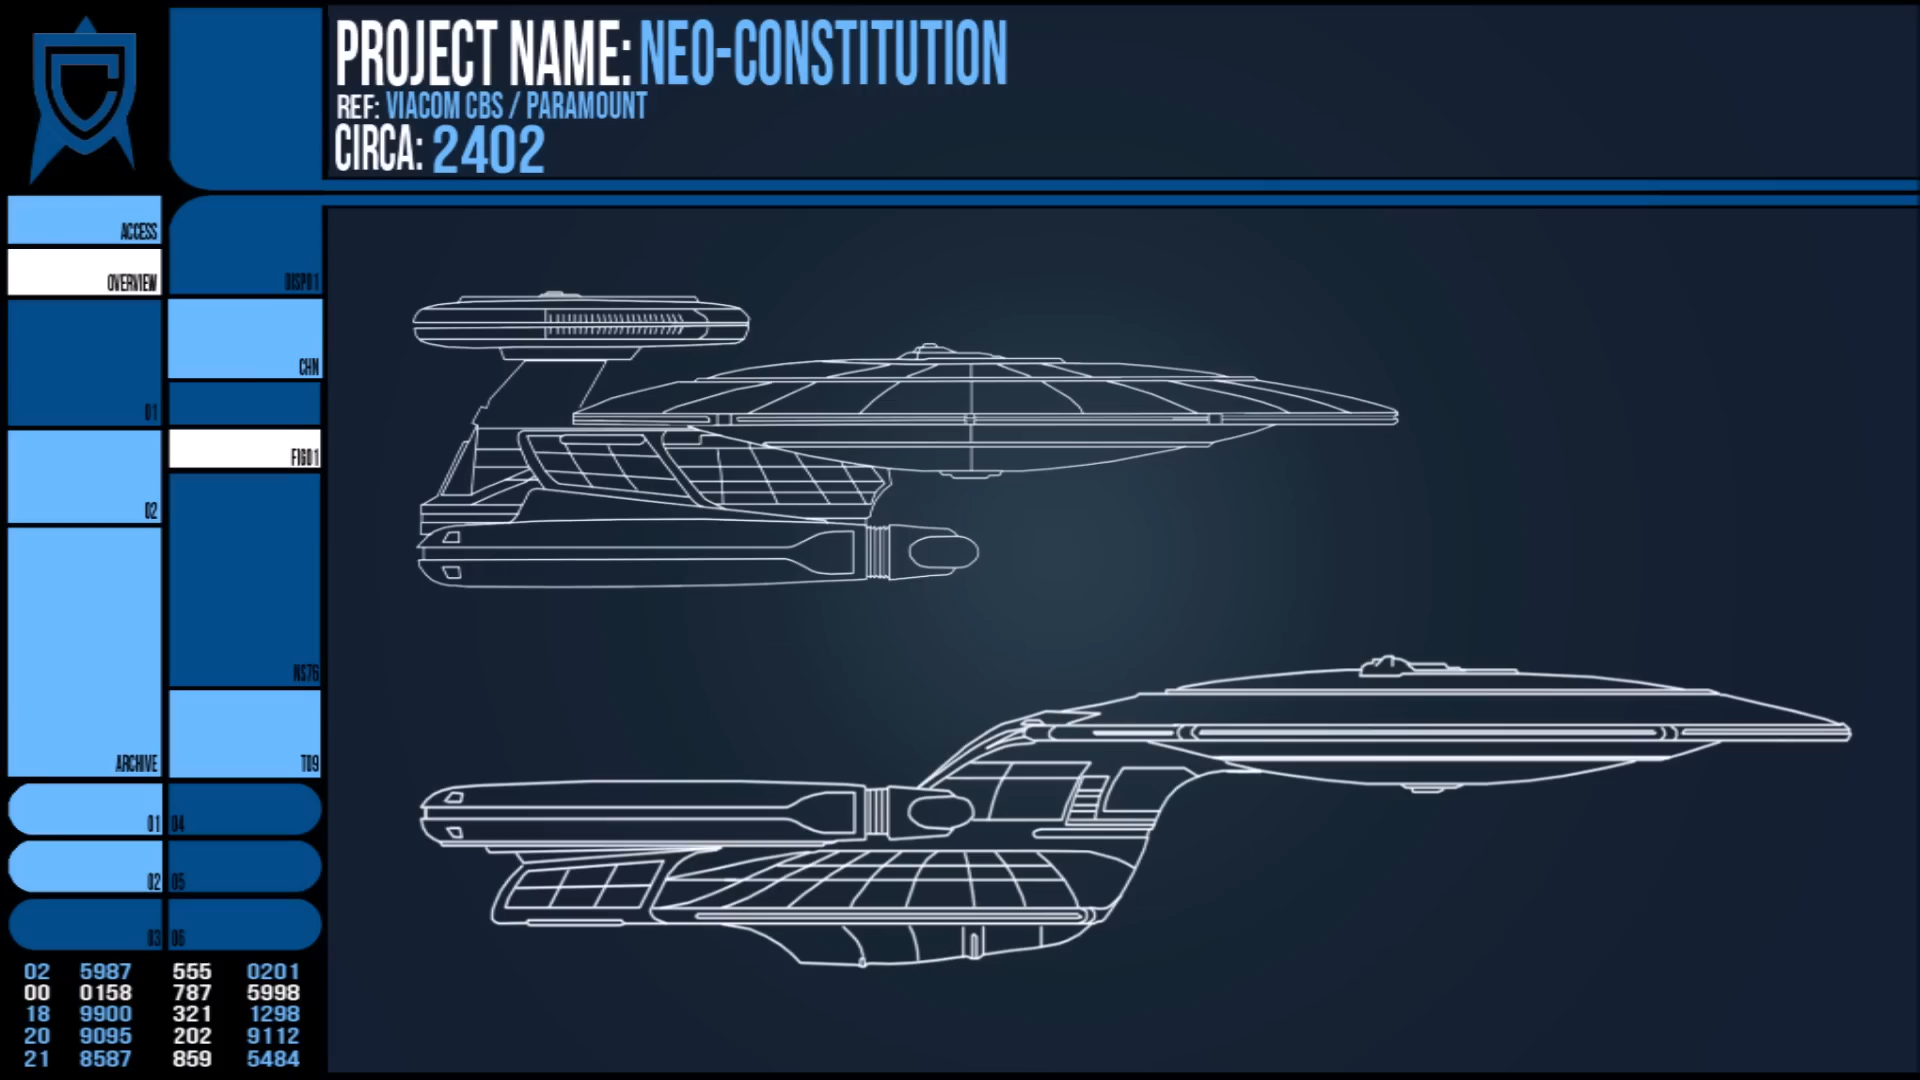 PROJECT NAME: NEO-CONSTITUTION
REF: VIACOM CBS / PARAMOUNT
CIRCA: 2402
ACCESS
OVERVIEW
DISP01
01
CHN
FIG01
02
NS76
ARCHIVE
T09
01 04
02 05
03 06
02 5987 555 0201
00 0158 787 5998
18 9900 321 1298
20 9095 202 9112
21 8587 859 5484